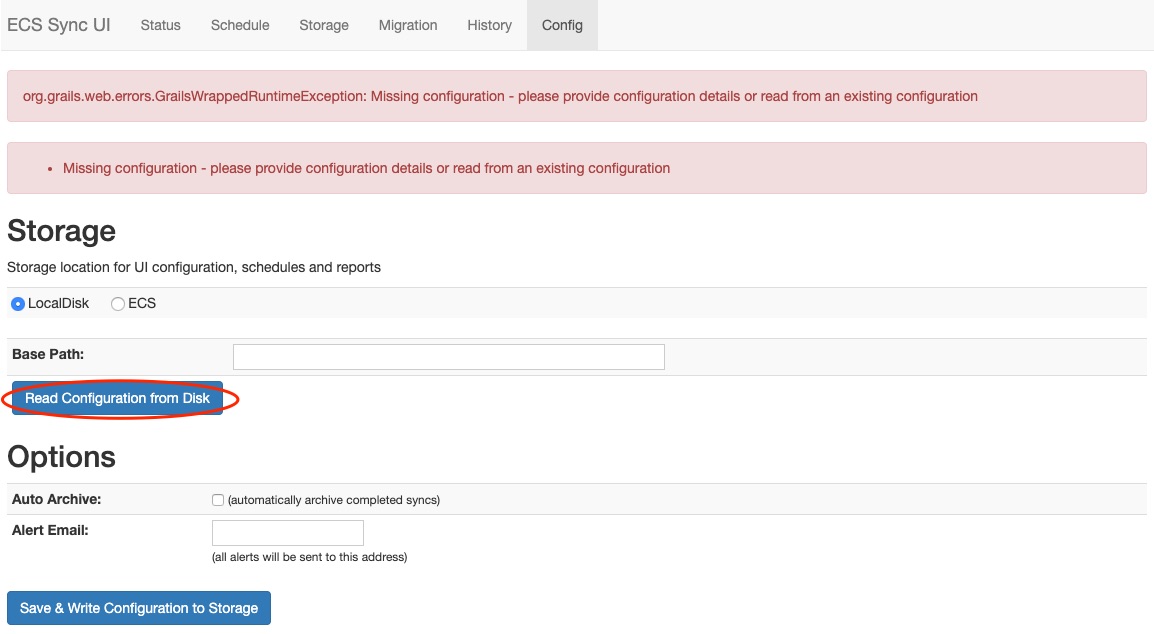 ECS Sync UI Status Schedule Storage Migration History Config
org.grails.web.errors.GrailsWrappedRuntimeException: Missing configuration - please provide configuration details or read from an existing configuration
• Missing configuration - please provide configuration details or read from an existing configuration
Storage
Storage location for UI configuration, schedules and reports
LocalDisk ECS
Base Path:
Read Configuration from Disk
Options
Auto Archive: (automatically archive completed syncs)
Alert Email:
(all alerts will be sent to this address)
Save & Write Configuration to Storage